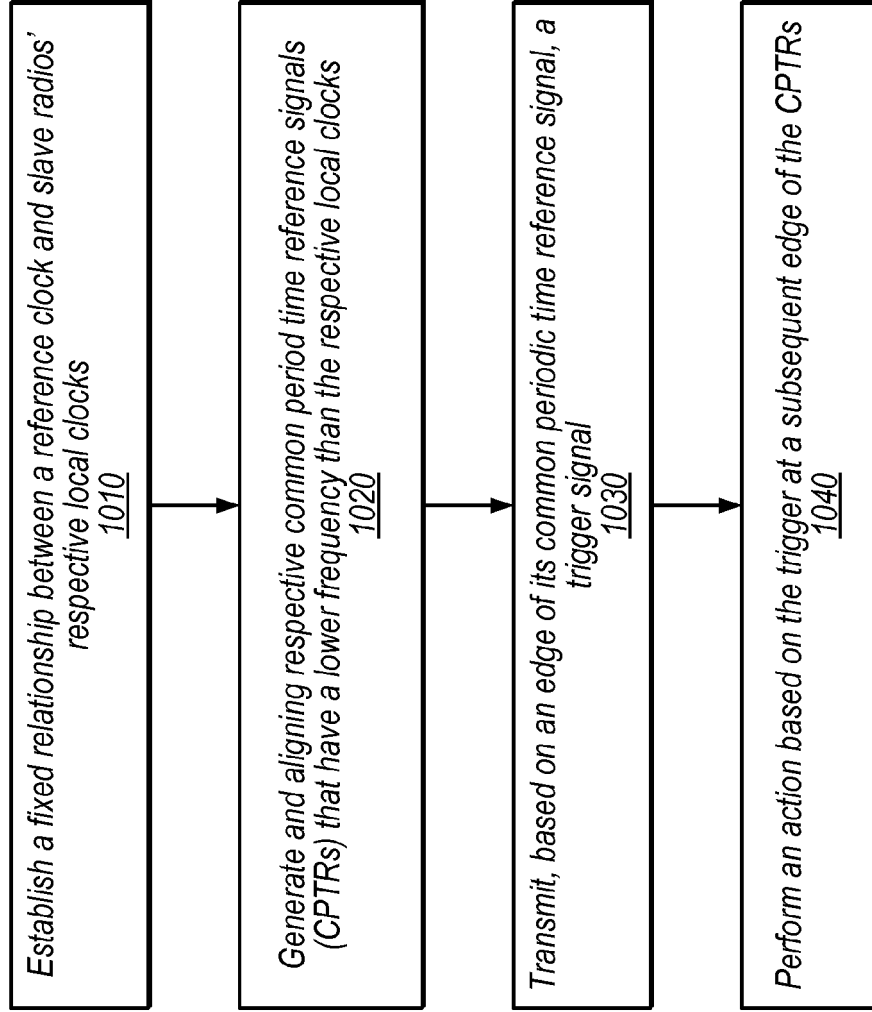 Establish a fixed relationship between a reference clock and slave radios'
respective local clocks
1010
Generate and aligning respective common period time reference signals
(CPTRs) that have a lower frequency than the respective local clocks
1020
Transmit, based on an edge of its common periodic time reference signal, a
trigger signal
1030
Perform an action based on the trigger at a subsequent edge of the CPTRs
1040